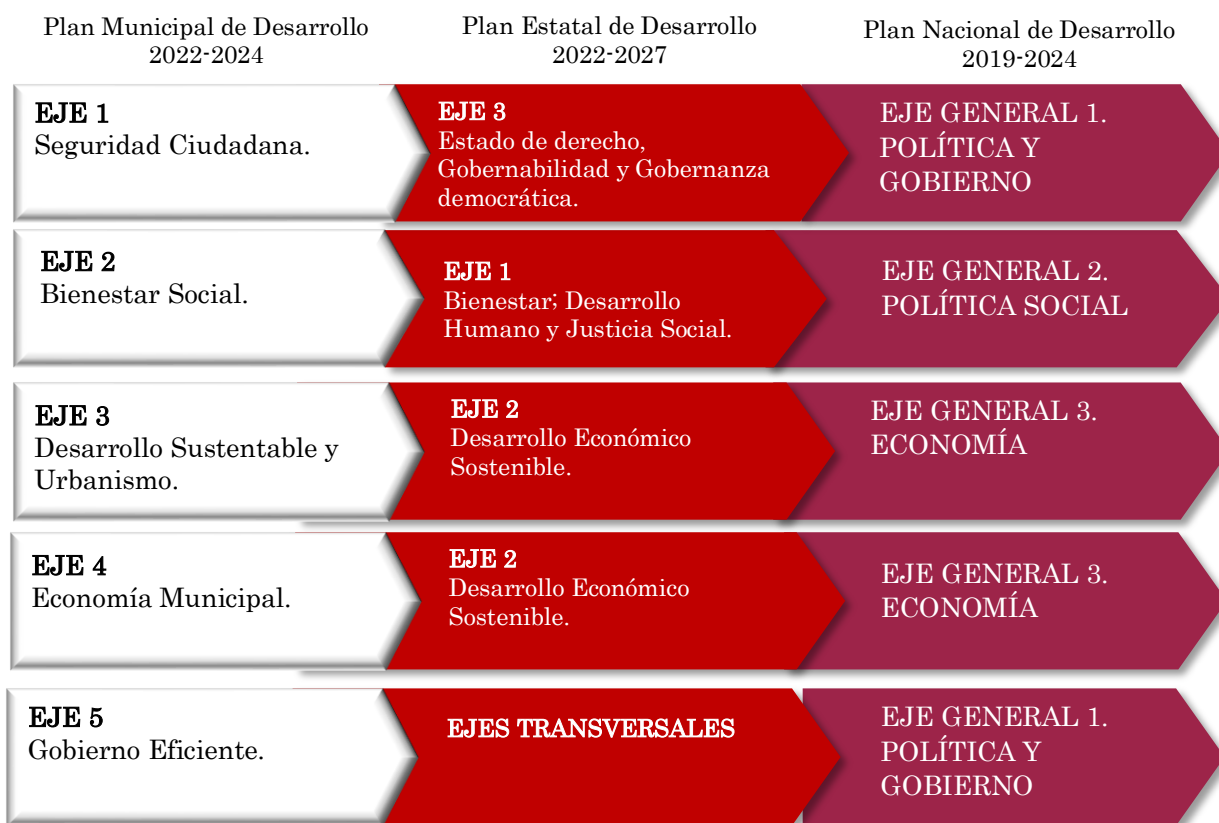 Plan Municipal de Desarrollo
2022-2024
Plan Estatal de Desarrollo
2022-2027
Plan Nacional de Desarrollo
2019-2024
EJE 1
Seguridad Ciudadana.
EJE 3
Estado de derecho,
Gobernabilidad y Gobernanza
democrática.
EJE GENERAL 1.
POLÍTICA Y
GOBIERNO
EJE 2
Bienestar Social.
EJE 1
Bienestar; Desarrollo
Humano y Justicia Social.
EJE GENERAL 2.
POLÍTICA SOCIAL
EJE 3
Desarrollo Sustentable y
Urbanismo.
EJE 2
Desarrollo Económico
Sostenible.
EJE GENERAL 3.
ECONOMÍA
EJE 4
Economía Municipal.
EJE 2
Desarrollo Económico
Sostenible.
EJE GENERAL 3.
ECONOMÍA
EJE 5
Gobierno Eficiente.
EJES TRANSVERSALES
EJE GENERAL 1.
POLÍTICA Y
GOBIERNO